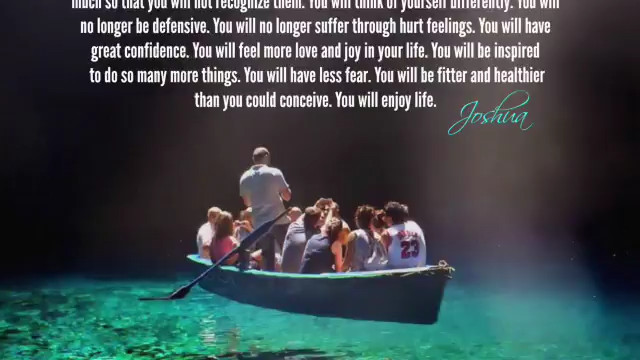 much so that you will not recognize them. You will think of yourself differently. You will
no longer be defensive. You will no longer suffer through hurt feelings. You will have
great confidence. You will feel more love and joy in your life. You will be inspired
to do so many more things. You will have less fear. You will be fitter and healthier
than you could conceive. You will enjoy life.
Joshua
23